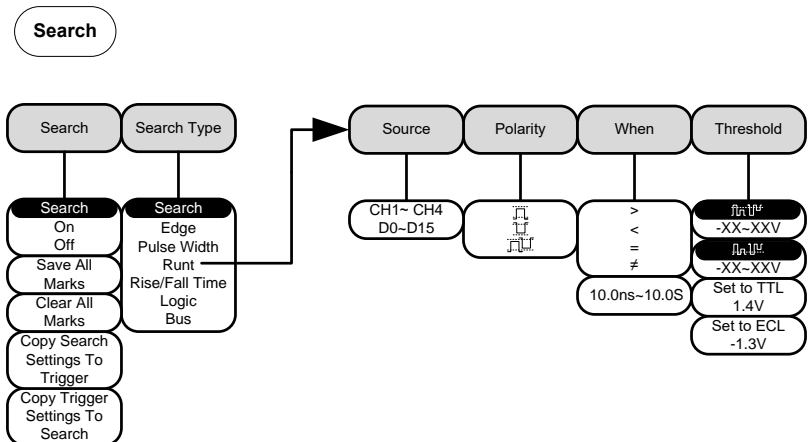 Search
Search
Search
On
Off
Save All
Marks
Clear All
Marks
Copy Search
Settings To
Trigger
Copy Trigger
Settings To
Search
Search Type
Search
Edge
Pulse Width
Runt
Rise/Fall Time
Logic
Bus
Source
CH1~ CH4
D0~D15
Polarity
When
>
<
=
≠
10.0ns~10.0S
Threshold
-XX~XXV
-XX~XXV
Set to TTL
1.4V
Set to ECL
-1.3V